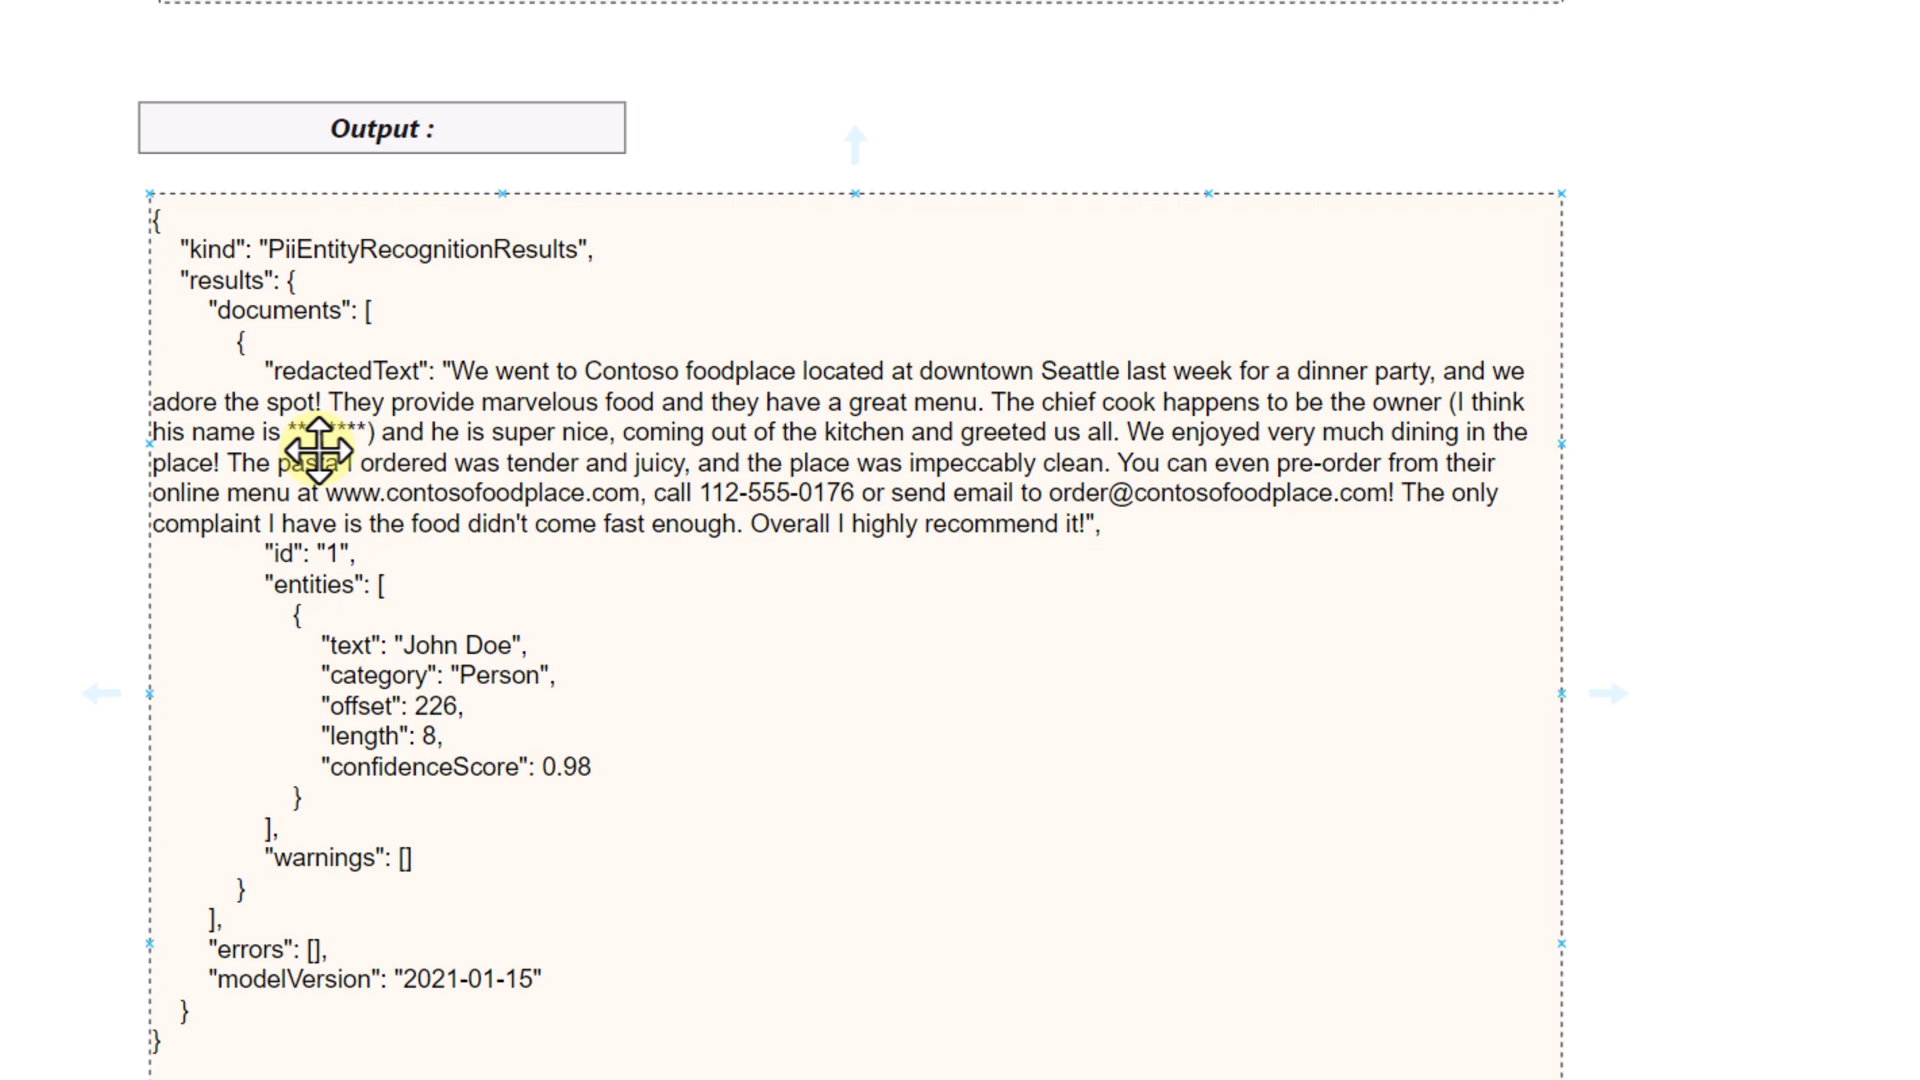 Output :
{
"kind": "PiiEntityRecognitionResults",
"results": {
"documents": [
{
"redactedText": "We went to Contoso foodplace located at downtown Seattle last week for a dinner party, and we
adore the spot! They provide marvelous food and they have a great menu. The chief cook happens to be the owner (I think
his name is ********) and he is super nice, coming out of the kitchen and greeted us all. We enjoyed very much dining in the
place! The pasta I ordered was tender and juicy, and the place was impeccably clean. You can even pre-order from their
online menu at www.contosofoodplace.com, call 112-555-0176 or send email to order@contosofoodplace.com! The only
complaint I have is the food didn't come fast enough. Overall I highly recommend it!",
"id": "1",
"entities": [
{
"text": "John Doe",
"category": "Person",
"offset": 226,
"length": 8,
"confidenceScore": 0.98
}
],
"warnings": []
}
],
"errors": [],
"modelVersion": "2021-01-15"
}
}